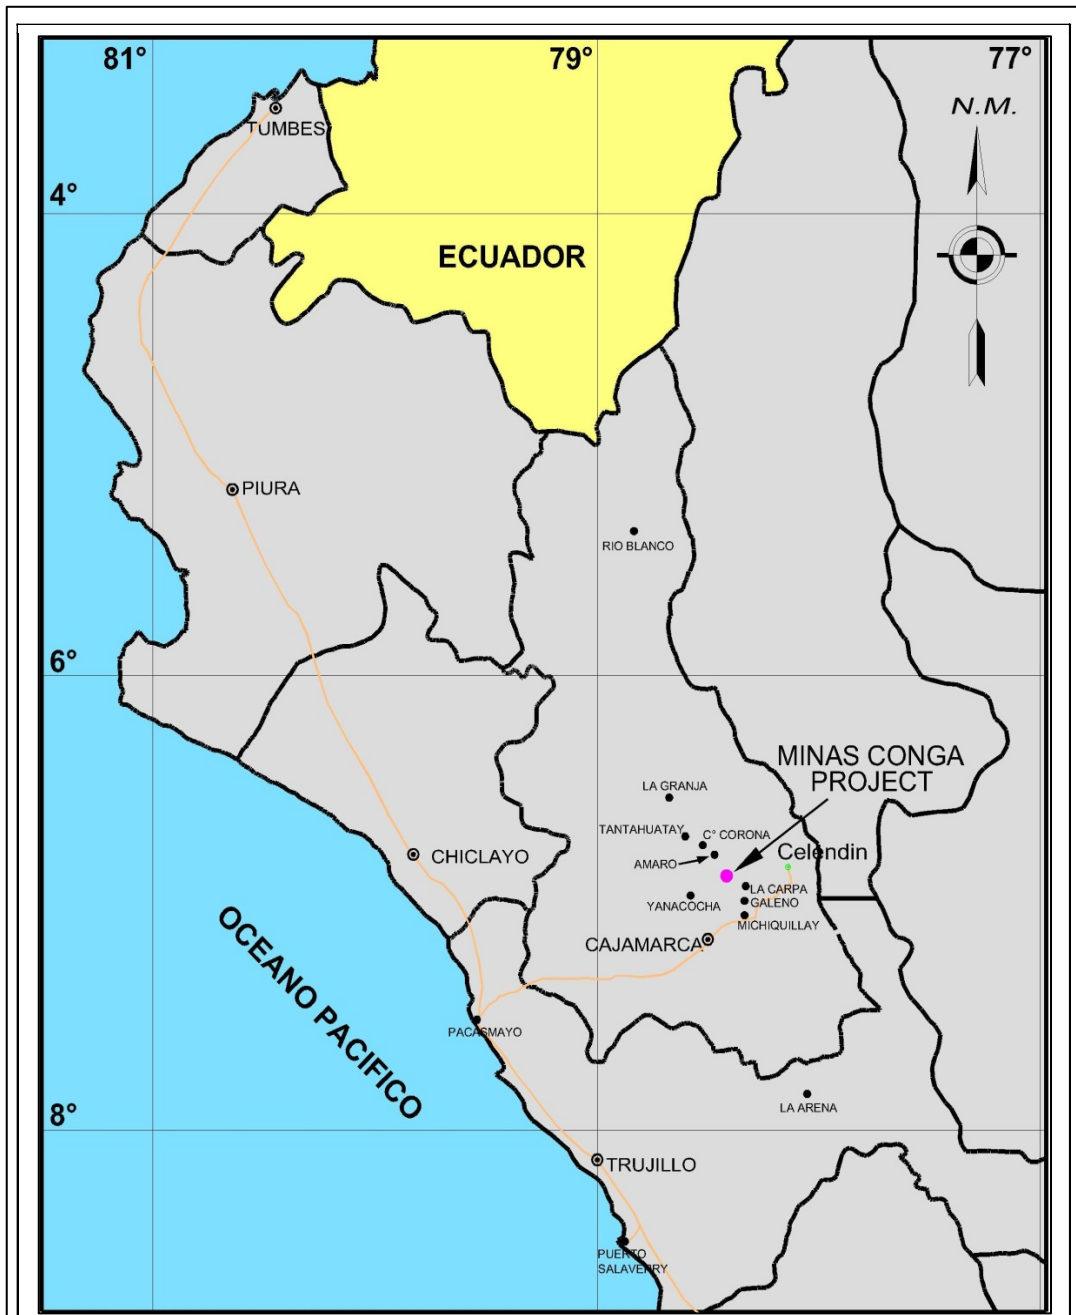 81°
79°
77°
N.M.
TUMBES
4°
ECUADOR
PIURA
RIO BLANCO
6°
MINAS CONGA
PROJECT
LA GRANJA
TANTAHUATAY
C° CORONA
AMARO
Celéndin
CHICLAYO
LA CARPA
YANACOCHA
GALENO
MICHIQUILLAY
CAJAMARCA
OCEANO PACIFICO
PACASMAYO
LA ARENA
8°
TRUJILLO
PUERTO
SALAVERRY